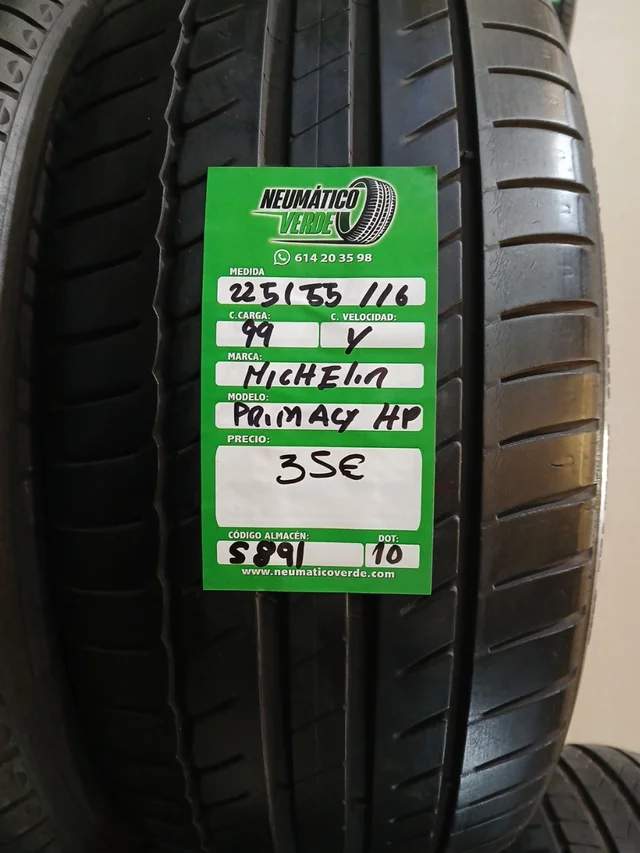 NEUMÁTICO
VERDE
614 20 35 98
MEDIDA
225/55/16
C.CARGA: C. VELOCIDAD:
99 Y
MARCA:
MICHELin
MODELO:
PRIMACY HP
PRECIO:
35€
CÓDIGO ALMACÉN: DOT:
5891 10
www.neumaticoverde.com